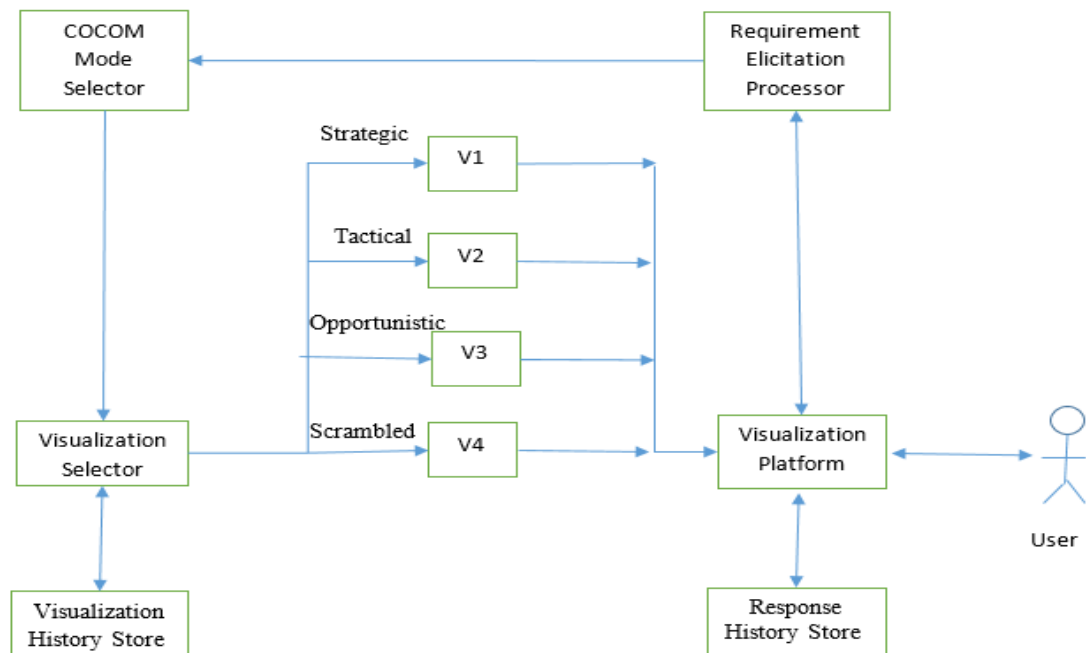 COCOM
Mode
Selector
Requirement
Elicitation
Processor
Strategic
V1
Tactical
V2
Opportunistic
V3
Scrambled
V4
Visualization
Selector
Visualization
Platform
User
Visualization
History Store
Response
History Store